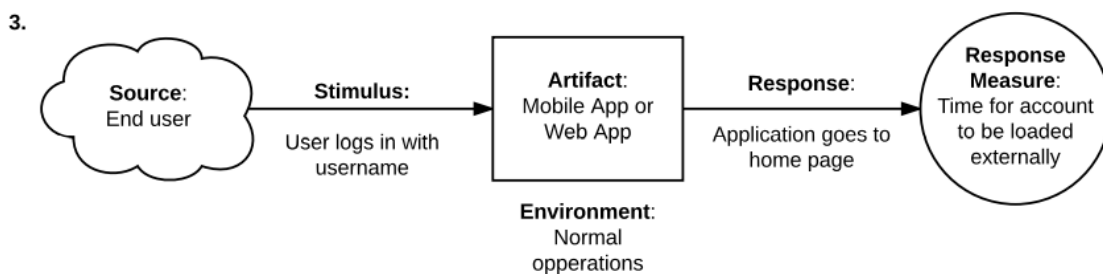 3.
Source:
End user
Stimulus:
User logs in with
username
Artifact:
Mobile App or
Web App
Environment:
Normal
opperations
Response:
Application goes to
home page
Response
Measure:
Time for account
to be loaded
externally